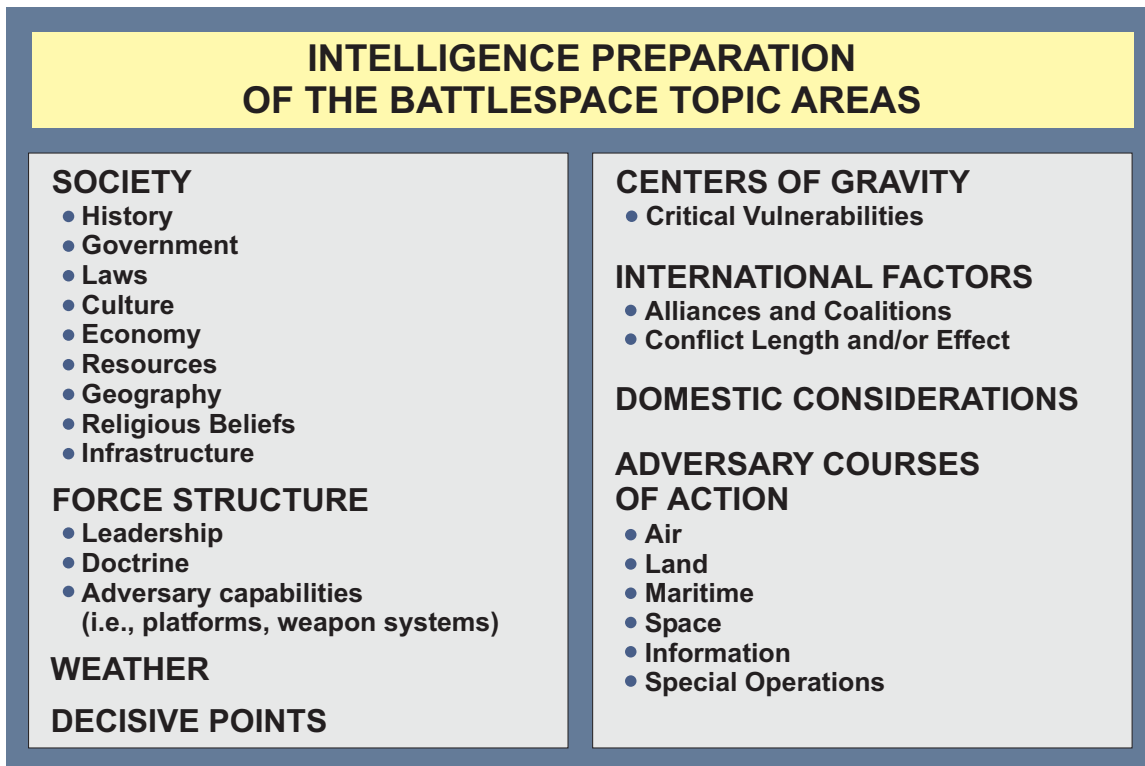 INTELLIGENCE PREPARATION
OF THE BATTLESPACE TOPIC AREAS
SOCIETY
• History
• Government
• Laws
• Culture
• Economy
• Resources
• Geography
• Religious Beliefs
• Infrastructure
FORCE STRUCTURE
• Leadership
• Doctrine
• Adversary capabilities
(i.e., platforms, weapon systems)
WEATHER
DECISIVE POINTS
CENTERS OF GRAVITY
• Critical Vulnerabilities
INTERNATIONAL FACTORS
• Alliances and Coalitions
• Conflict Length and/or Effect
DOMESTIC CONSIDERATIONS
ADVERSARY COURSES
OF ACTION
• Air
• Land
• Maritime
• Space
• Information
• Special Operations